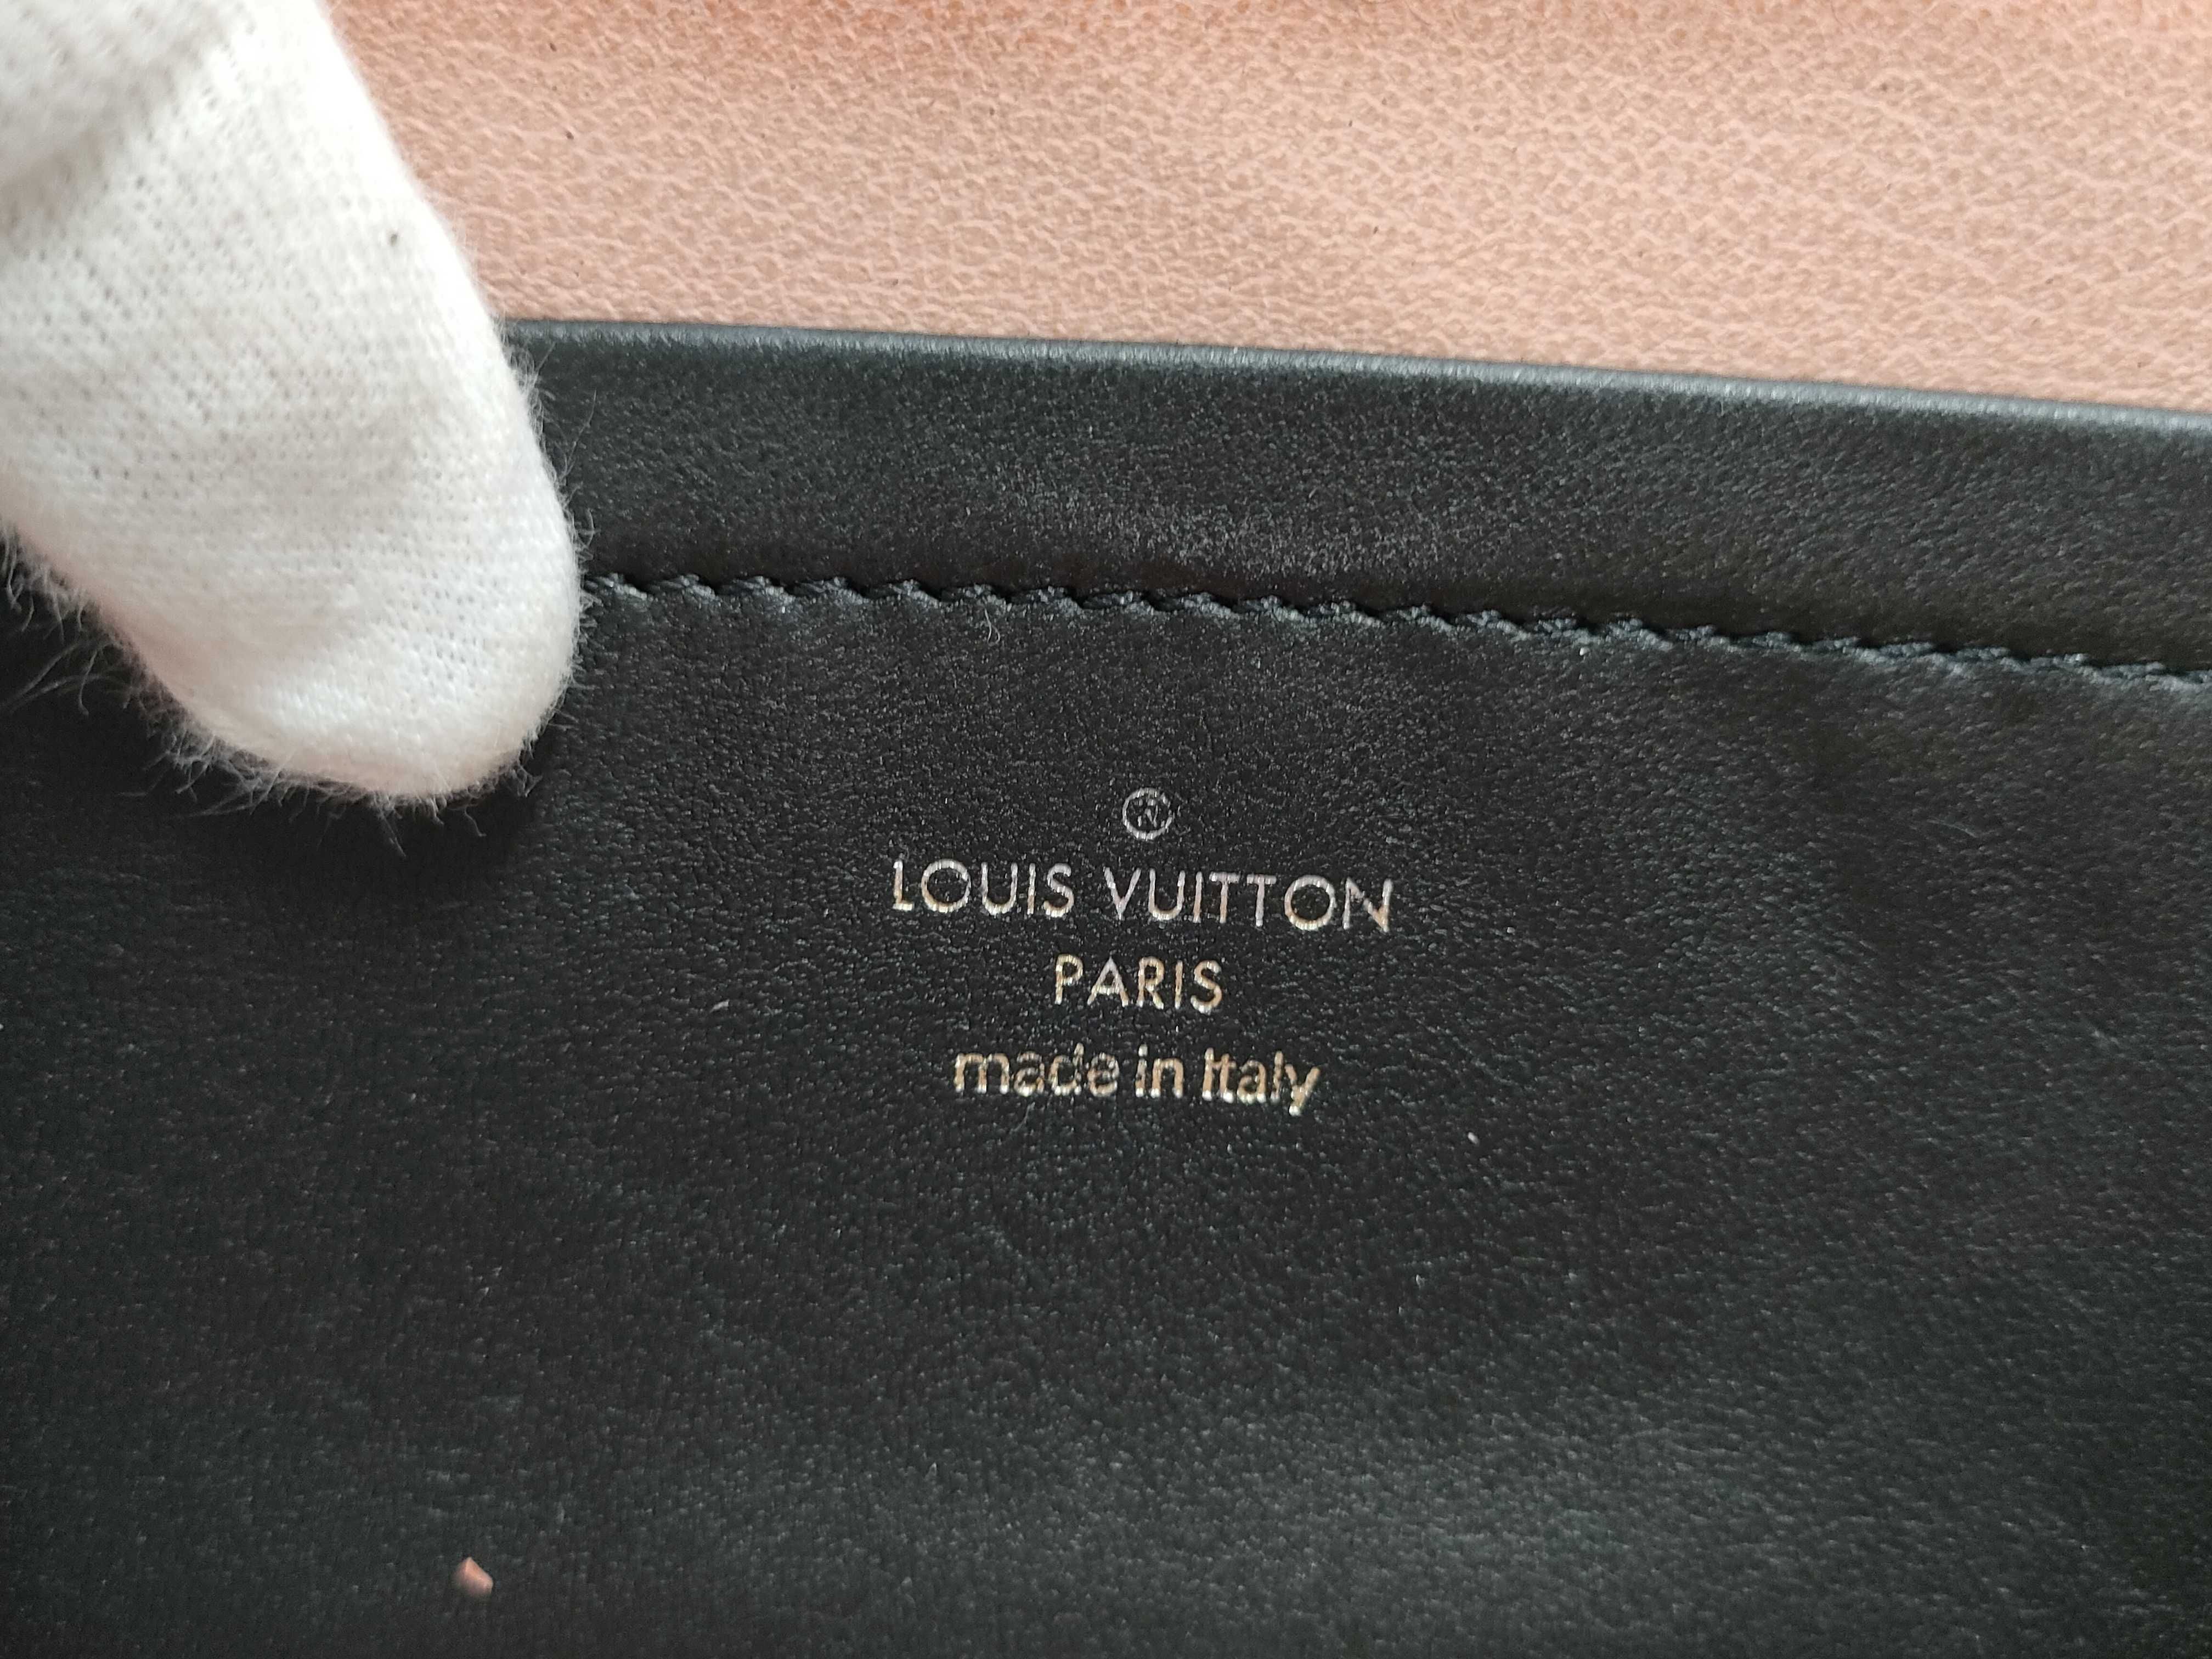 ®
LOUIS VUITTON
PARIS
made in Italy